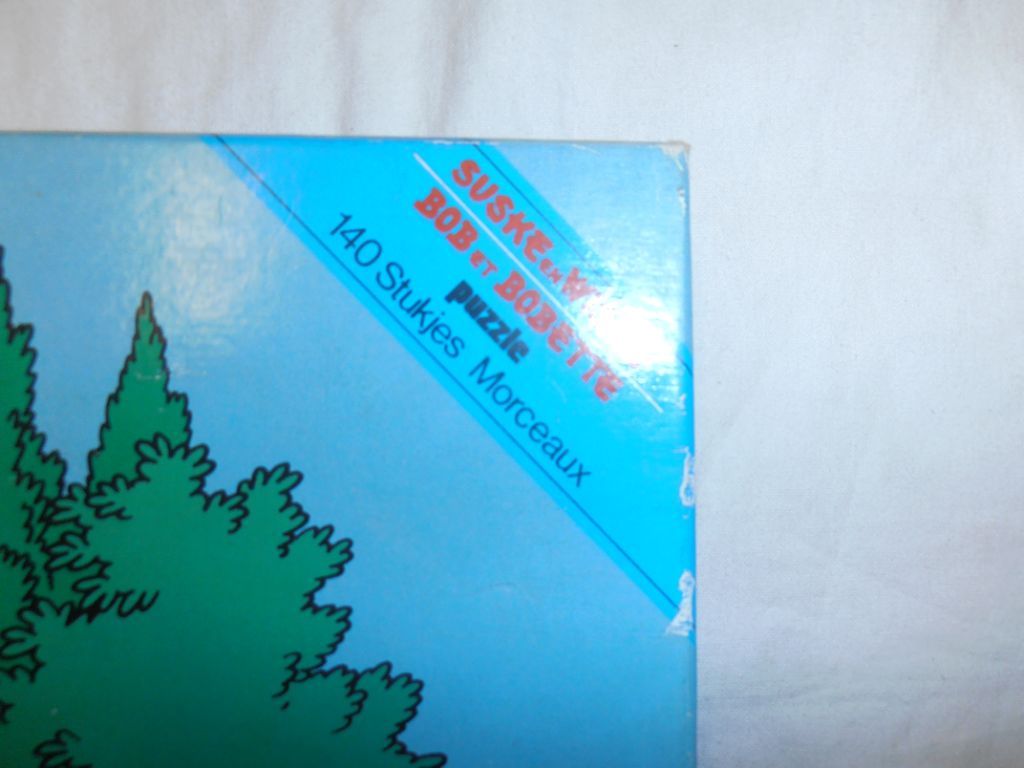 SUSKE EN
BOB ET BOBETTE
puzzle
140 Stukjes Morceaux